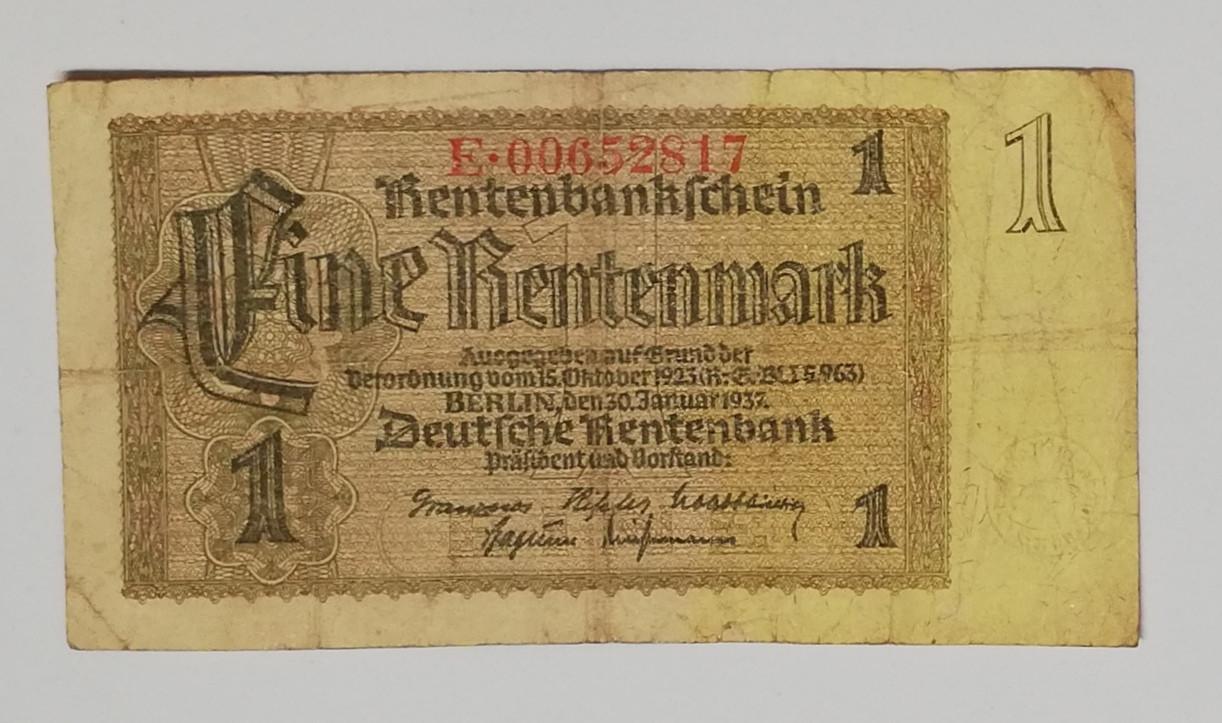 E·00652817
1
1
Rentenbankschein
Eine Rentenmark
Ausgegeben auf Grund der
Verordnung vom 15. Oktober 1923 (R.-G.-Bl. I S. 963)
BERLIN, den 30. Januar 1937.
Deutsche Rentenbank
Präsident und Vorstand:
1
1